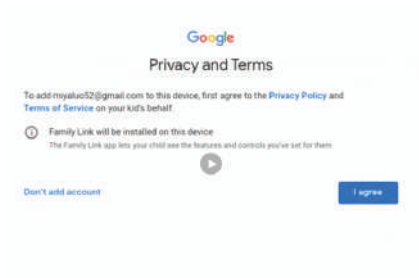 Google
Privacy and Terms
To add miyaluo52@gmail.com to this device, first agree to the Privacy Policy and
Terms of Service on your kid's behalf.
Family Link will be installed on this device
The Family Link app lets your child see the features and controls you've set for them
Don't add account
I agree